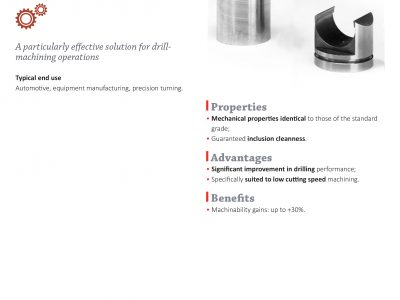 A particularly effective solution for drill-
machining operations
Typical end use
Automotive, equipment manufacturing, precision turning.
Properties
• Mechanical properties identical to those of the standard
grade;
• Guaranteed inclusion cleanness.
Advantages
• Significant improvement in drilling performance;
• Specifically suited to low cutting speed machining.
Benefits
• Machinability gains: up to +30%.